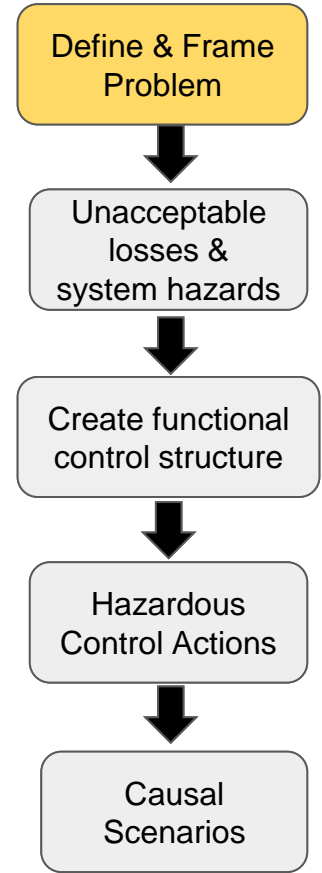 Define & Frame
Problem
Unacceptable
losses &
system hazards
Create functional
control structure
Hazardous
Control Actions
Causal
Scenarios